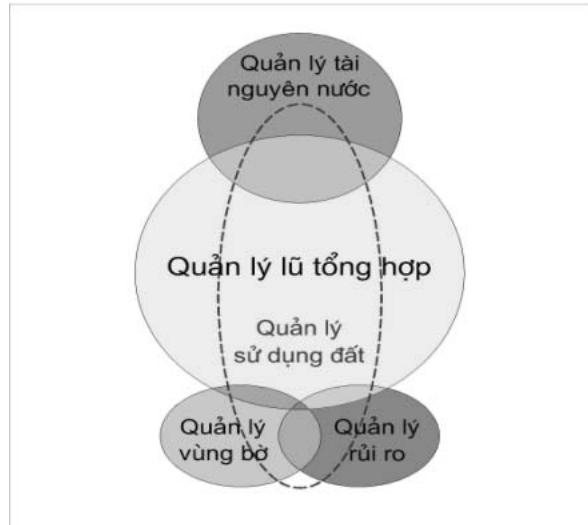 Quản lý tài
nguyên nước
Quản lý lũ tổng hợp
Quản lý
sử dụng đất
Quản lý
vùng bờ
Quản lý
rủi ro